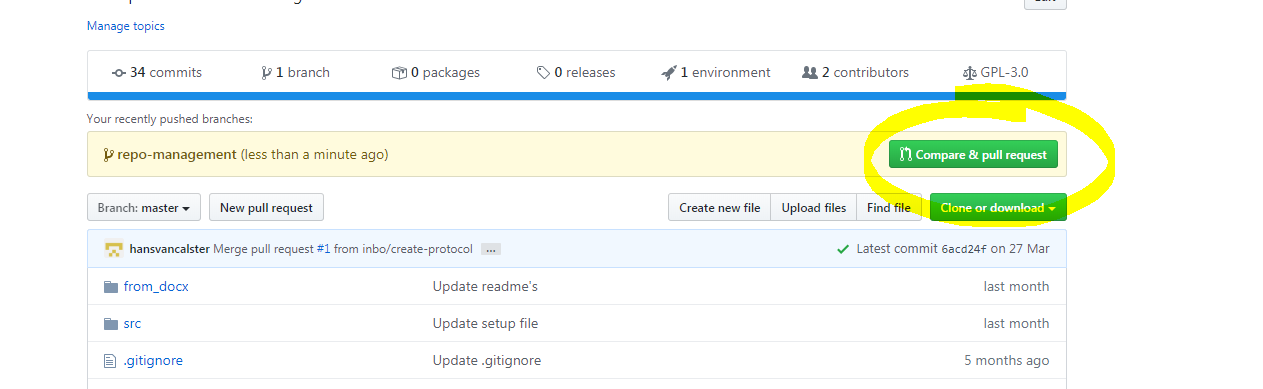 Manage topics
34 commits 1 branch 0 packages 0 releases 1 environment 2 contributors GPL-3.0
Your recently pushed branches:
repo-management (less than a minute ago) Compare & pull request
Branch: master New pull request Create new file Upload files Find file Clone or download
hansvancalster Merge pull request #1 from inbo/create-protocol ... Latest commit 6acd24f on 27 Mar
from_docx Update readme's last month
src Update setup file last month
.gitignore Update .gitignore 5 months ago